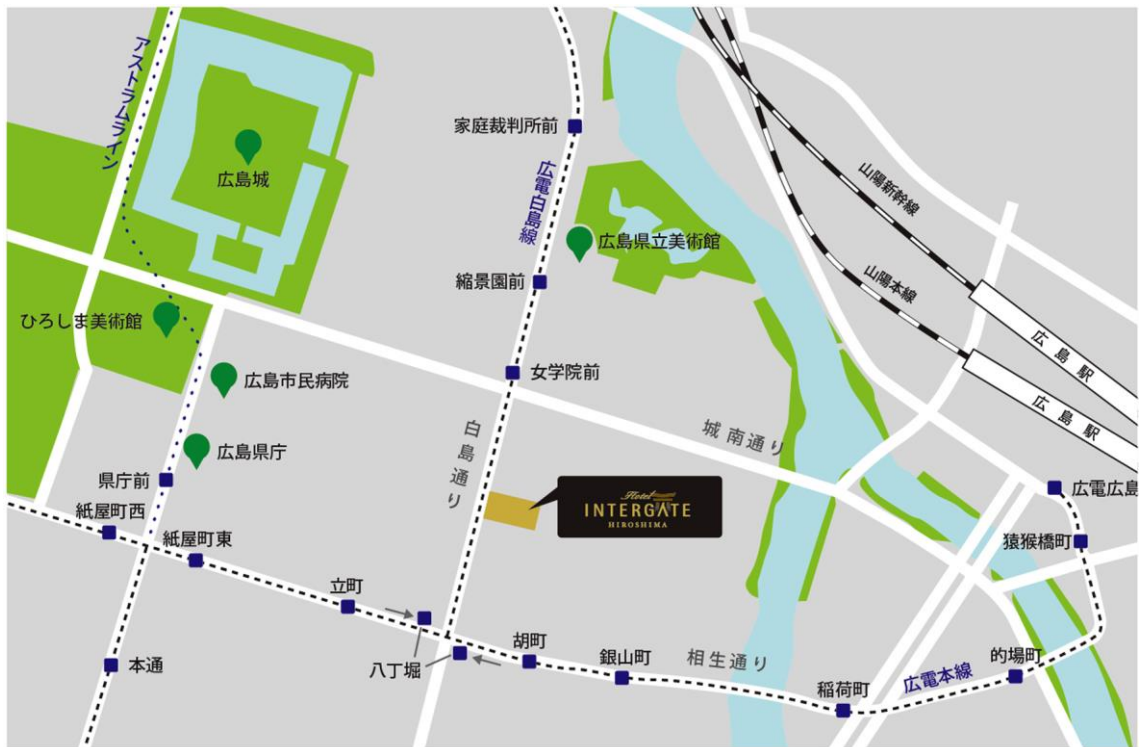 アストラムライン
家庭裁判所前
広島城
広電白島線
山陽新幹線
広島県立美術館
山陽本線
縮景園前
ひろしま美術館
広島駅
広島市民病院
女学院前
広島駅
白島通り
城南通り
広島県庁
県庁前
広電広島
Hotel
INTERGATE
HIROSHIMA
紙屋町西
紙屋町東
猿猴橋町
立町
胡町
八丁堀
本通
銀山町
相生通り
広電本線
的場町
稲荷町